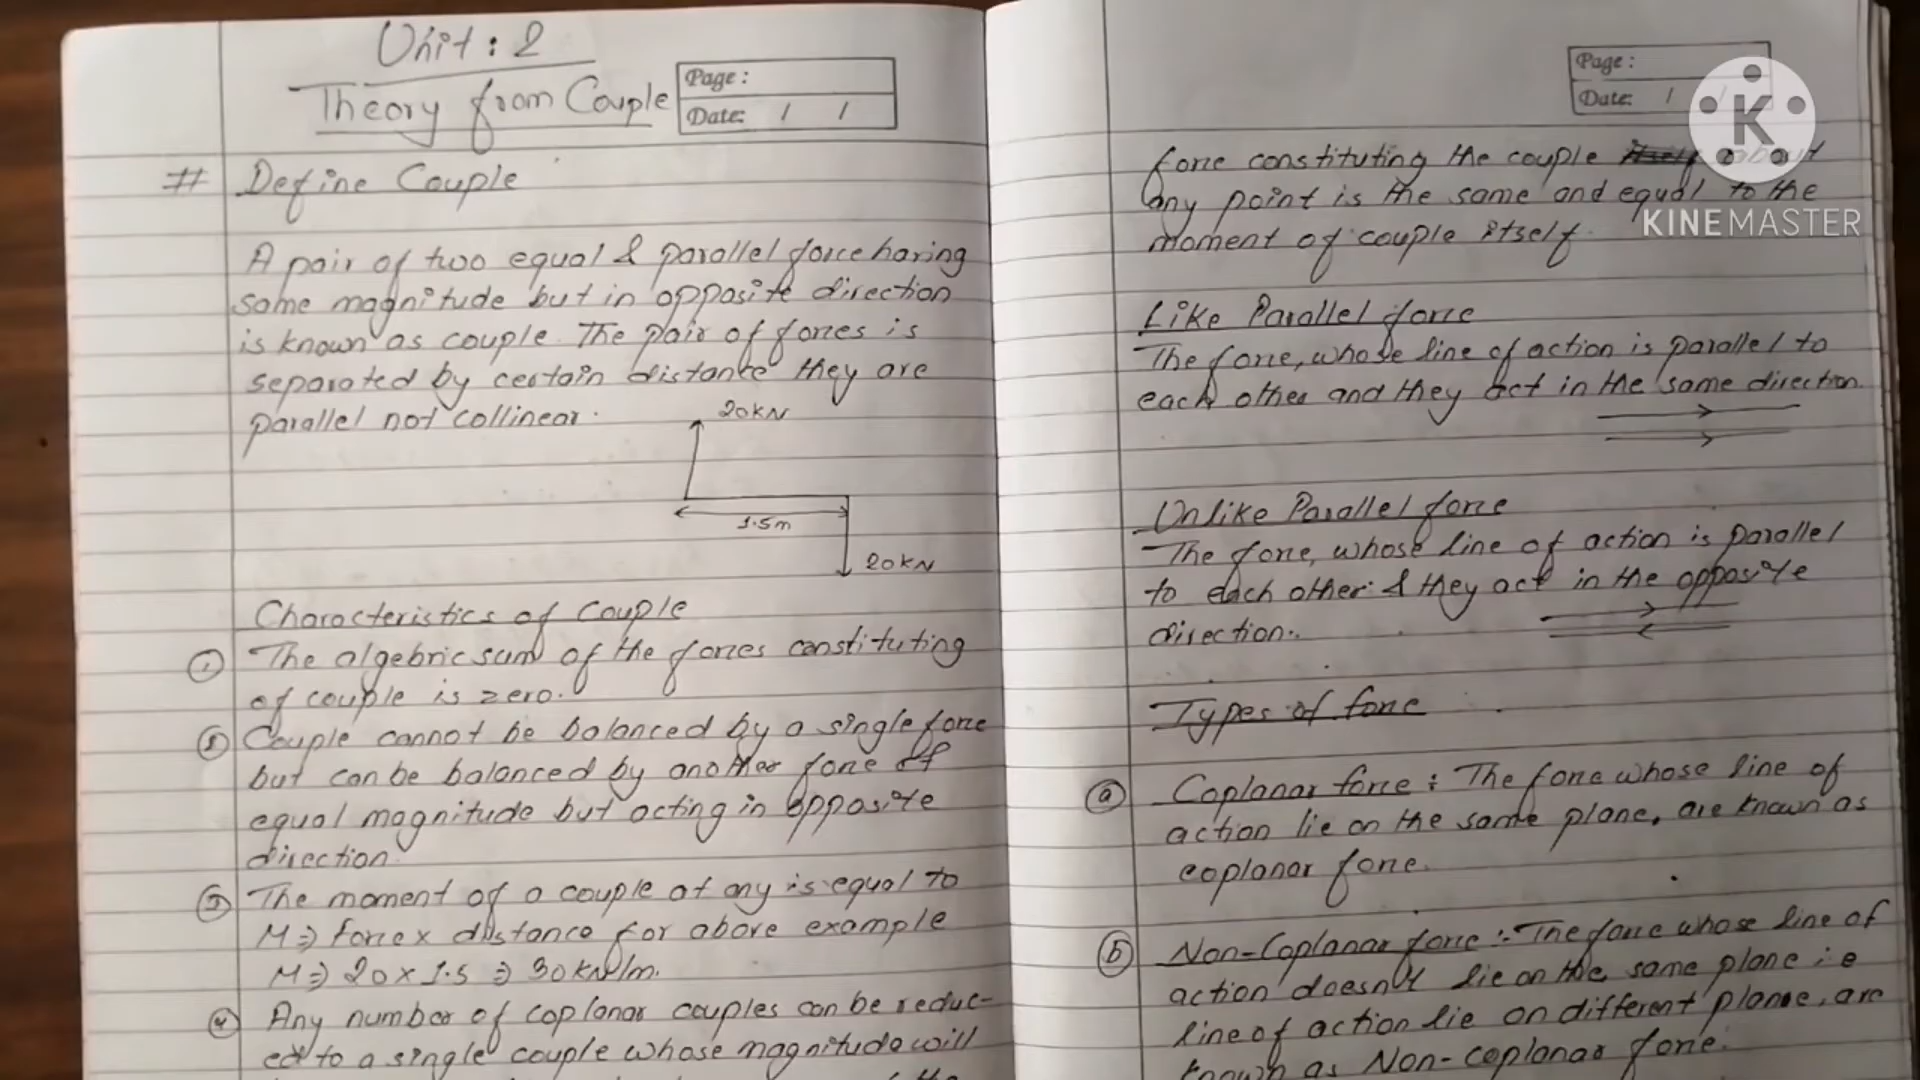 Unit : 2
Theory from Couple
Page :
Date: / /
# Define Couple
A pair of two equal & parallel force having
same magnitude but in opposite direction
is known as couple. The pair of forces is
separated by certain distance they are
parallel not collinear.
20kN
1.5m
20kN
Characteristics of Couple
① The algebric sum of the forces constituting
of couple is zero.
Couple cannot be balanced by a single force
but can be balanced by another force of
equal magnitude but acting in opposite
direction.
③ The moment of a couple at any is equal to
M => force x distance for above example
M => 20 x 1.5 => 30 kN/m.
④ Any number of coplanar couples can be reduc-
ed to a single couple whose magnitude will
Page :
Date: /
K
KINEMASTER
force constituting the couple about
any point is the same and equal to the
moment of couple itself.
Like Parallel force
The force, whose line of action is parallel to
each other and they act in the same direction.
Unlike Parallel force
The force, whose line of action is parallel
to each other & they act in the opposite
direction.
Types of force
ⓐ Coplanar force : The force whose line of
action lie on the same plane, are known as
coplanar force.
ⓑ Non-Coplanar force :- The force whose line of
action doesn't lie on the same plane i.e
line of action lie on different plane, are
known as Non-coplanar force.